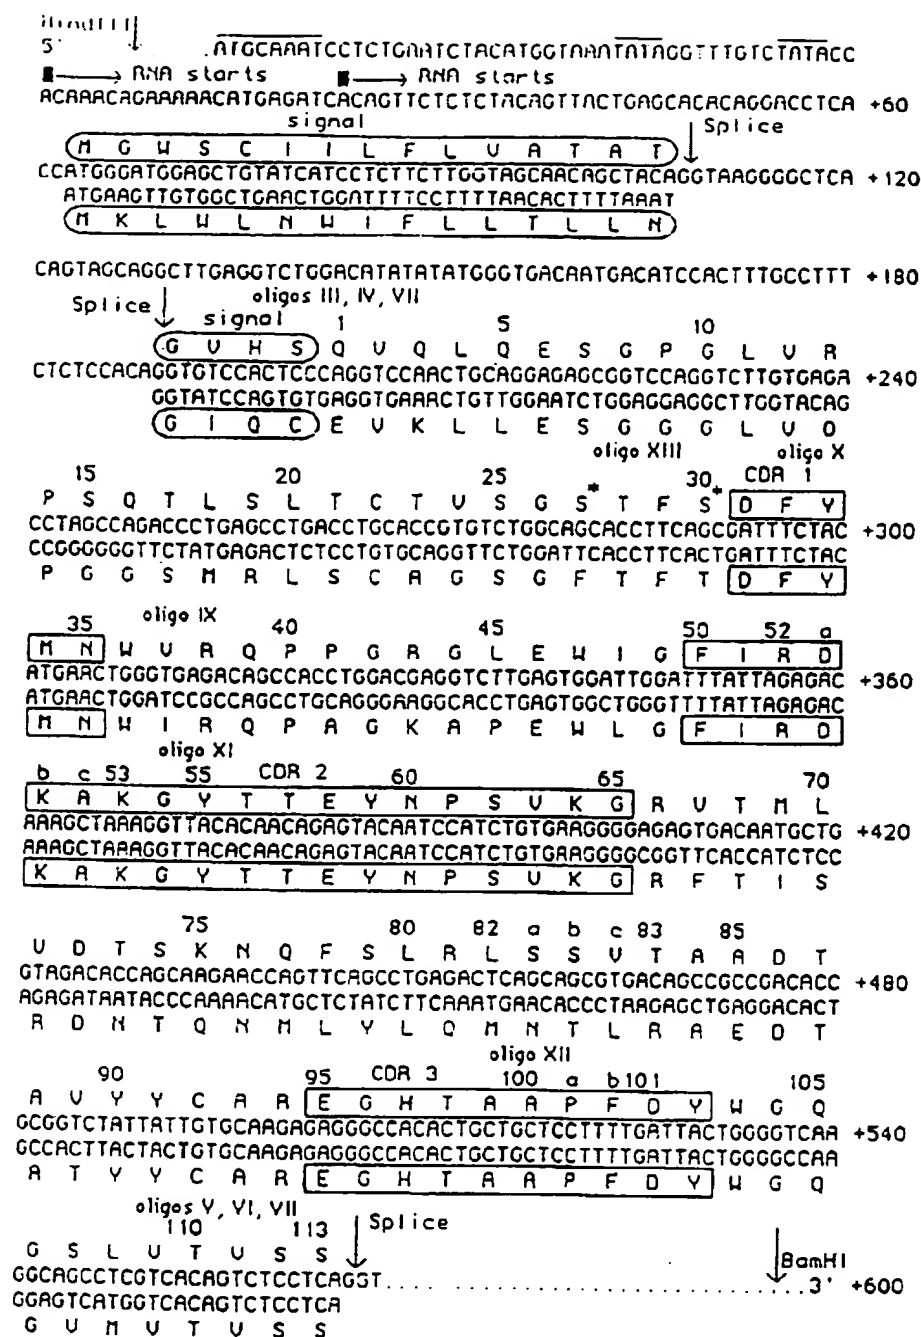 HindIII
5' .ATGCAAATCCTCTGAATCTACATGGTAAATATAGGTTTGTCTATACC
RNA starts RNA starts
ACAAACAGAAAAACATGAGATCACAGTTCTCTCTACAGTTACTGAGCACACAGGACCTCA +60
signal Splice
M G W S C I I L F L V A T A T
CCATGGGATGGAGCTGTATCATCCTCTTCTTGGTAGCAACAGCTACAGGTAAGGGGCTCA +120
ATGAAGTTGTGGCTGAACTGGATTTTCCTTTTAACACTTTTAAAT
M K L W L N W I F L L T L L N
CAGTAGCAGGCTTGAGGTCTGGACATATATATGGGTGACAATGACATCCACTTTGCCTTT +180
Splice oligos III, IV, VII
signal 1 5 10
G V H S Q V Q L Q E S G P G L V R
CTCTCCACAGGTGTCCACTCCCAGGTCCAACTGCAGGAGAGCGGTCCAGGTCTTGTGAGA +240
GGTATCCAGTGTGAGGTGAAACTGTTGGAATCTGGAGGAGGCTTGGTACAG
G I Q C E V K L L E S G G G L V Q
oligo XIII oligo X
15 20 25 30 CDR 1
P S Q T L S L T C T V S G S* T F S* D F Y
CCTAGCCAGACCCTGAGCCTGACCTGCACCGTGTCTGGCAGCACCTTCAGCGATTTCTAC +300
CCGGGGGGTTCTATGAGACTCTCCTGTGCAGGTTCTGGATTCACCTTCACTGATTTCTAC
P G G S M R L S C A G S G F T F T D F Y
oligo IX
35 40 45 50 52 a
M N W V R Q P P G R G L E W I G F I R D
ATGAACTGGGTGAGACAGCCACCTGGACGAGGTCTTGAGTGGATTGGATTTATTAGAGAC +360
ATGAACTGGATCCGCCAGCCTGCAGGGAAGGCACCTGAGTGGCTGGGTTTTATTAGAGAC
M N W I R Q P A G K A P E W L G F I R D
oligo XI
b c 53 55 CDR 2 60 65 70
K A K G Y T T E Y N P S V K G R V T M L
AAAGCTAAAGGTTACACAACAGAGTACAATCCATCTGTGAAGGGGAGAGTGACAATGCTG +420
AAAGCTAAAGGTTACACAACAGAGTACAATCCATCTGTGAAGGGGCGGTTCACCATCTCC
K A K G Y T T E Y N P S V K G R F T I S
75 80 82 a b c 83 85
V D T S K N Q F S L R L S S V T A A D T
GTAGACACCAGCAAGAACCAGTTCAGCCTGAGACTCAGCAGCGTGACAGCCGCCGACACC +480
AGAGATAATACCCAAAACATGCTCTATCTTCAAATGAACACCCTAAGAGCTGAGGACACT
R D N T Q N M L Y L Q M N T L R A E D T
oligo XII
90 95 CDR 3 100 a b 101 105
A V Y Y C A R E G H T A A P F D Y W G Q
GCGGTCTATTATTGTGCAAGAGAGGGCCACACTGCTGCTCCTTTTGATTACTGGGGTCAA +540
GCCACTTACTACTGTGCAAGAGAGGGCCACACTGCTGCTCCTTTTGATTACTGGGGCCAA
A T Y Y C A R E G H T A A P F D Y W G Q
oligos V, VI, VII
110 113 Splice
G S L V T V S S BamHI
GGCAGCCTCGTCACAGTCTCCTCAGGT....................................3' +600
GGAGTCATGGTCACAGTCTCCTCA
G V M V T V S S